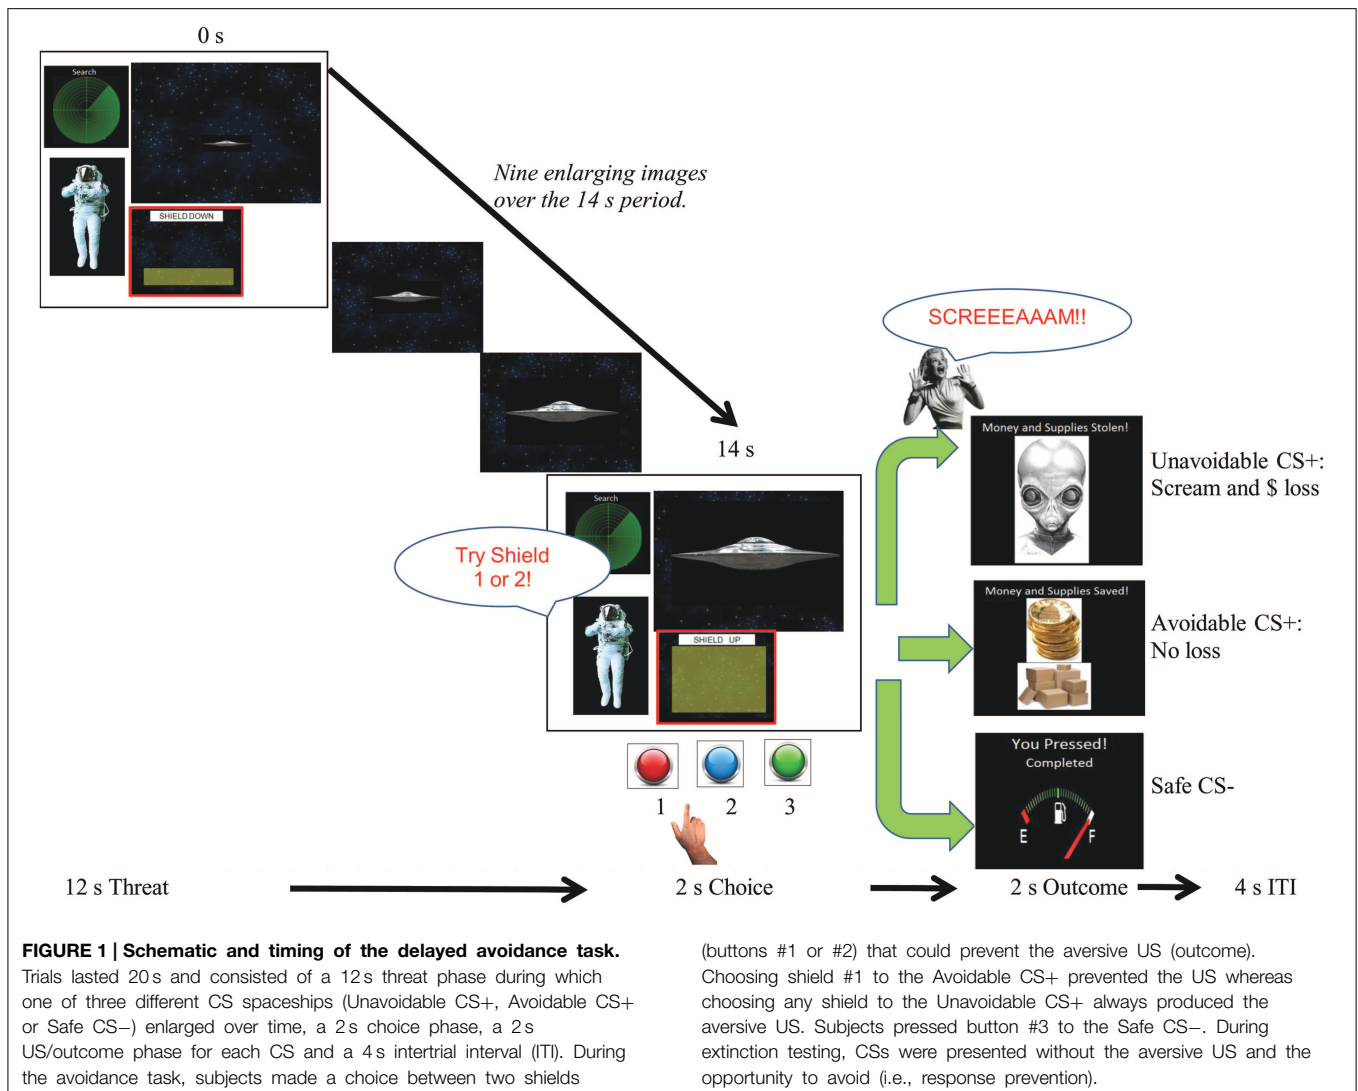 0 s
Search
SHIELD DOWN
Nine enlarging images
over the 14 s period.
SCREEEAAAM!!
14 s
Search
Try Shield
1 or 2!
SHIELD UP
1 2 3
Money and Supplies Stolen!
Unavoidable CS+:
Scream and $ loss
Money and Supplies Saved!
Avoidable CS+:
No loss
You Pressed!
Completed
E F
Safe CS-
12 s Threat 2 s Choice 2 s Outcome 4 s ITI
FIGURE 1 | Schematic and timing of the delayed avoidance task.
Trials lasted 20 s and consisted of a 12 s threat phase during which
one of three different CS spaceships (Unavoidable CS+, Avoidable CS+
or Safe CS−) enlarged over time, a 2 s choice phase, a 2 s
US/outcome phase for each CS and a 4 s intertrial interval (ITI). During
the avoidance task, subjects made a choice between two shields
(buttons #1 or #2) that could prevent the aversive US (outcome).
Choosing shield #1 to the Avoidable CS+ prevented the US whereas
choosing any shield to the Unavoidable CS+ always produced the
aversive US. Subjects pressed button #3 to the Safe CS−. During
extinction testing, CSs were presented without the aversive US and the
opportunity to avoid (i.e., response prevention).